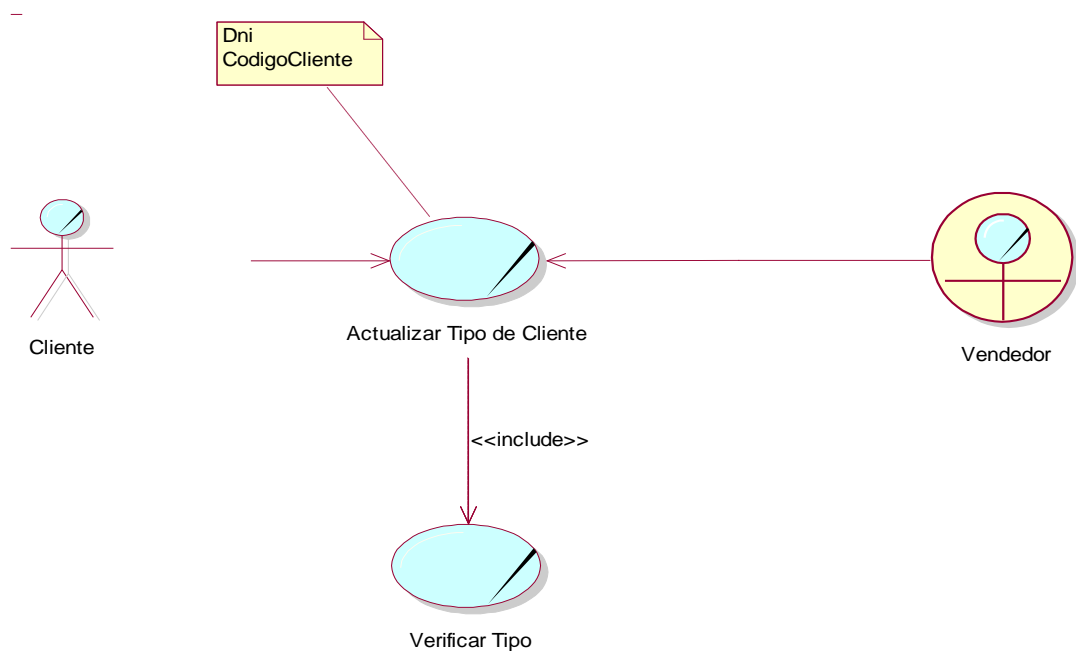 Dni
CodigoCliente
Cliente
Actualizar Tipo de Cliente
Vendedor
<<include>>
Verificar Tipo